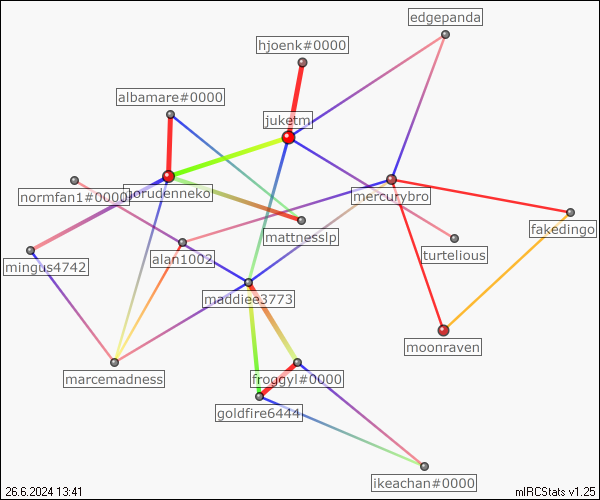 edgepanda
hjoenk#0000
albamare#0000
juketm
normfan1#0000
orudenneko
mercurybro
mattnesslp
fakedingo
turtelious
alan1002
mingus4742
maddiee3773
moonraven
marcemadness
froggyl#0000
goldfire6444
ikeachan#0000
26.6.2024 13:41
mIRCStats v1.25